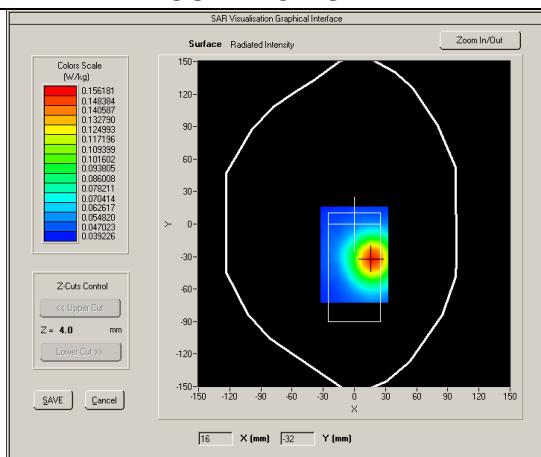 SAR Visualisation Graphical Interface
Surface Radiated Intensity
Zoom In/Out
Colors Scale
(W/kg)
0.156181
0.148384
0.140587
0.132790
0.124993
0.117196
0.109399
0.101602
0.093805
0.086008
0.078211
0.070414
0.062617
0.054820
0.047023
0.039226
Z-Cuts Control
<< Upper Cut
Z = 4.0 mm
Lower Cut >>
SAVE Cancel
150-
120-
90-
60-
30-
0-
-30-
-60-
-90-
-120-
-150-
Y
-150 -120 -90 -60 -30 0 30 60 90 120 150
X
16 X (mm) -32 Y (mm)